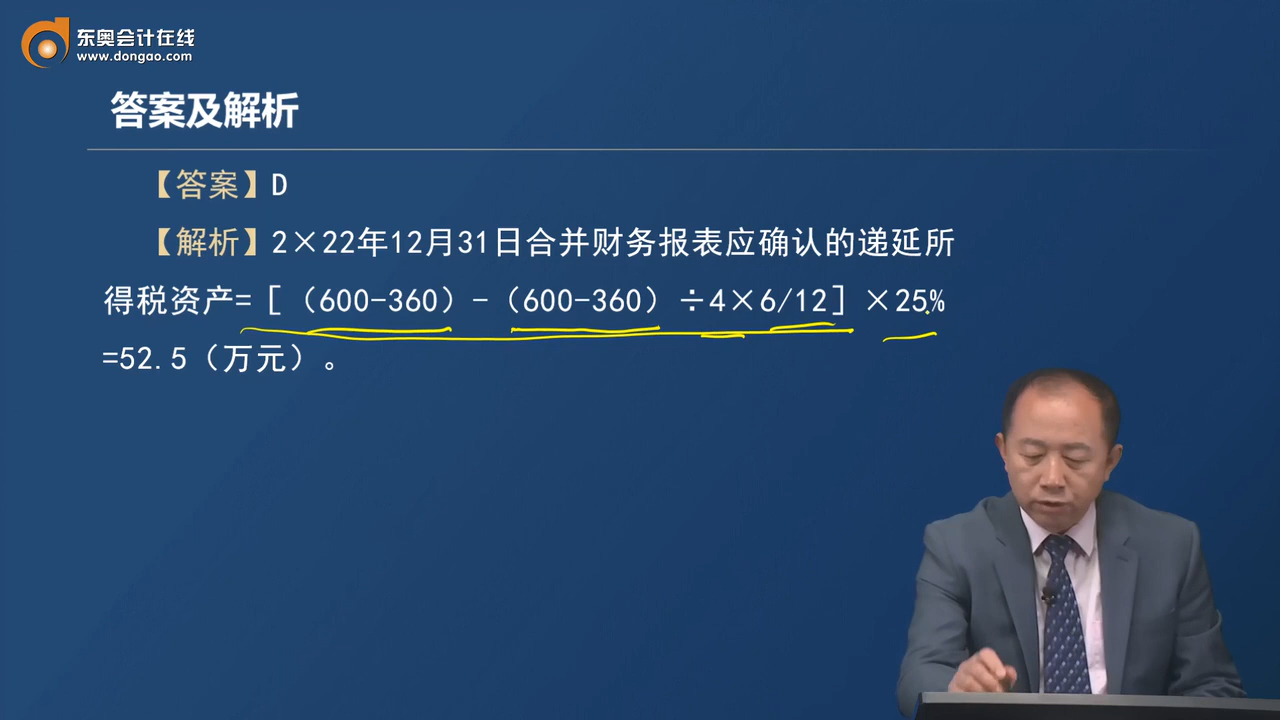 东奥会计在线
www.dongao.com
答案及解析
【答案】D
【解析】2×22年12月31日合并财务报表应确认的递延所
得税资产=［（600-360）-（600-360）÷4×6/12］×25%
=52.5（万元）。